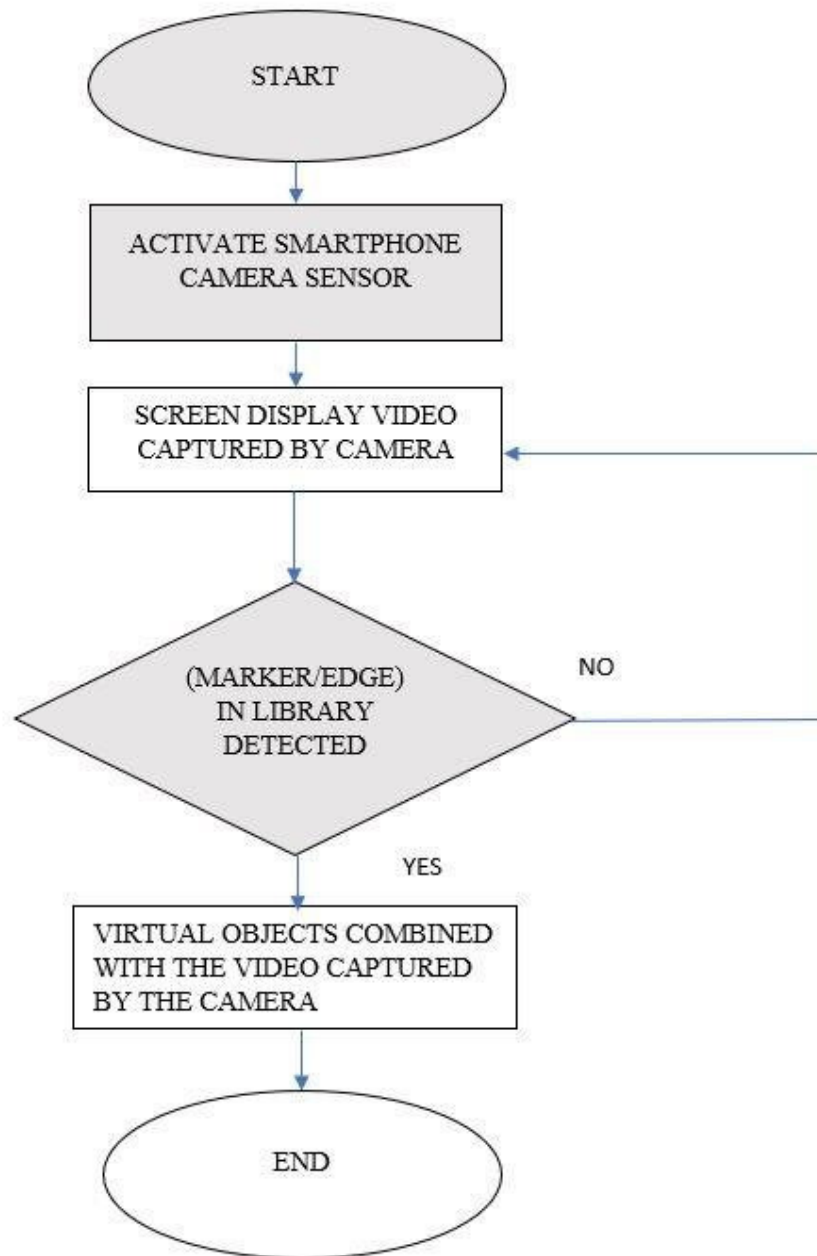 START
ACTIVATE SMARTPHONE
CAMERA SENSOR
SCREEN DISPLAY VIDEO
CAPTURED BY CAMERA
(MARKER/EDGE)
IN LIBRARY
DETECTED
NO
YES
VIRTUAL OBJECTS COMBINED
WITH THE VIDEO CAPTURED
BY THE CAMERA
END